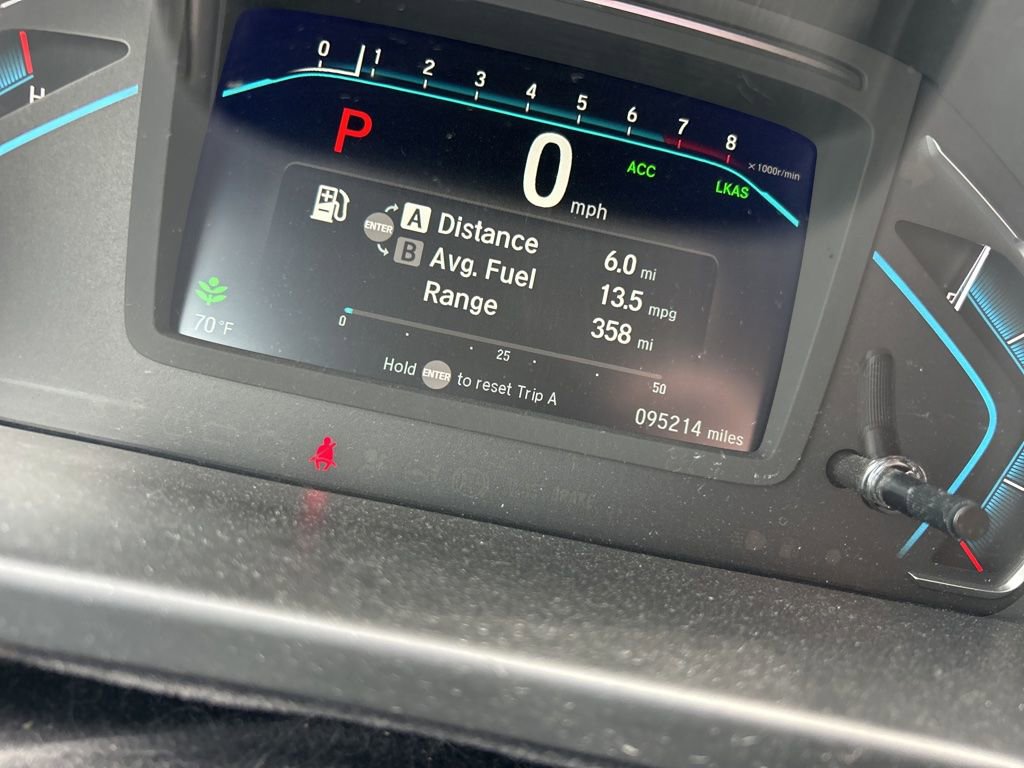 H
0 1 2 3 4 5 6 7 8
x1000r/min
P
0 mph
ACC
LKAS
ENTER
A Distance 6.0 mi
B Avg. Fuel 13.5 mpg
Range 358 mi
0 25 50
70°F
Hold ENTER to reset Trip A
095214 miles
BRAKE